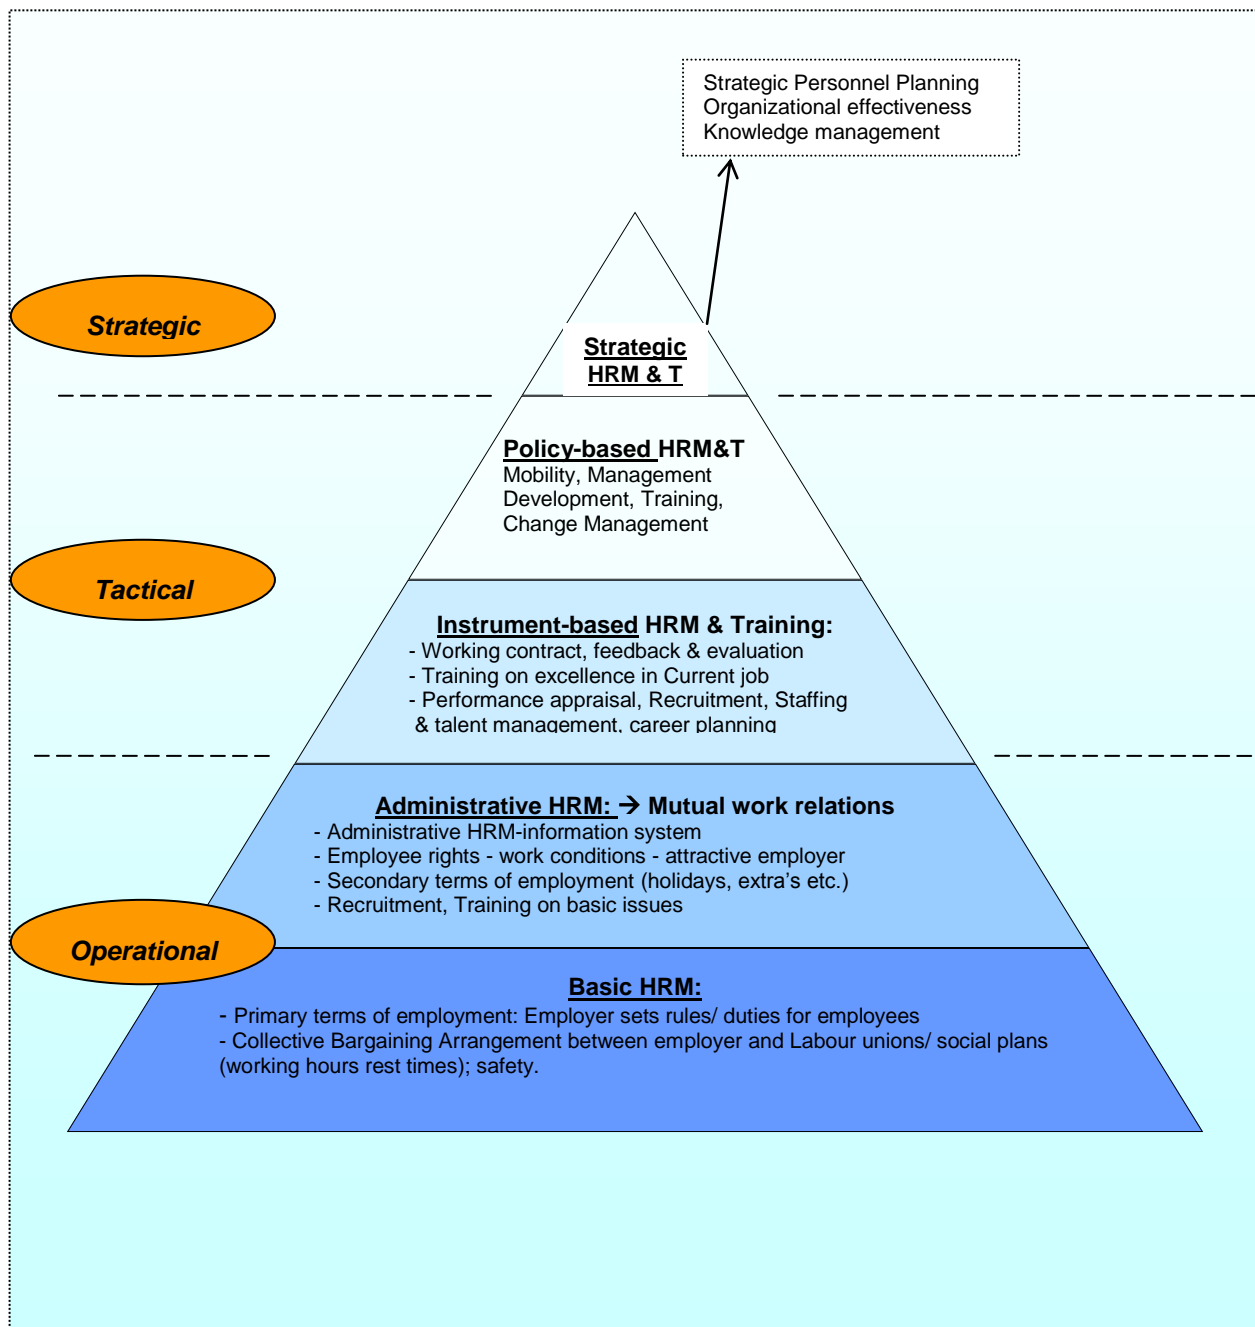 Strategic Personnel Planning
Organizational effectiveness
Knowledge management
Strategic
Strategic
HRM & T
Policy-based HRM&T
Mobility, Management
Development, Training,
Change Management
Tactical
Instrument-based HRM & Training:
- Working contract, feedback & evaluation
- Training on excellence in Current job
- Performance appraisal, Recruitment, Staffing
& talent management, career planning
Administrative HRM: → Mutual work relations
- Administrative HRM-information system
- Employee rights - work conditions - attractive employer
- Secondary terms of employment (holidays, extra's etc.)
- Recruitment, Training on basic issues
Operational
Basic HRM:
- Primary terms of employment: Employer sets rules/ duties for employees
- Collective Bargaining Arrangement between employer and Labour unions/ social plans
(working hours rest times); safety.